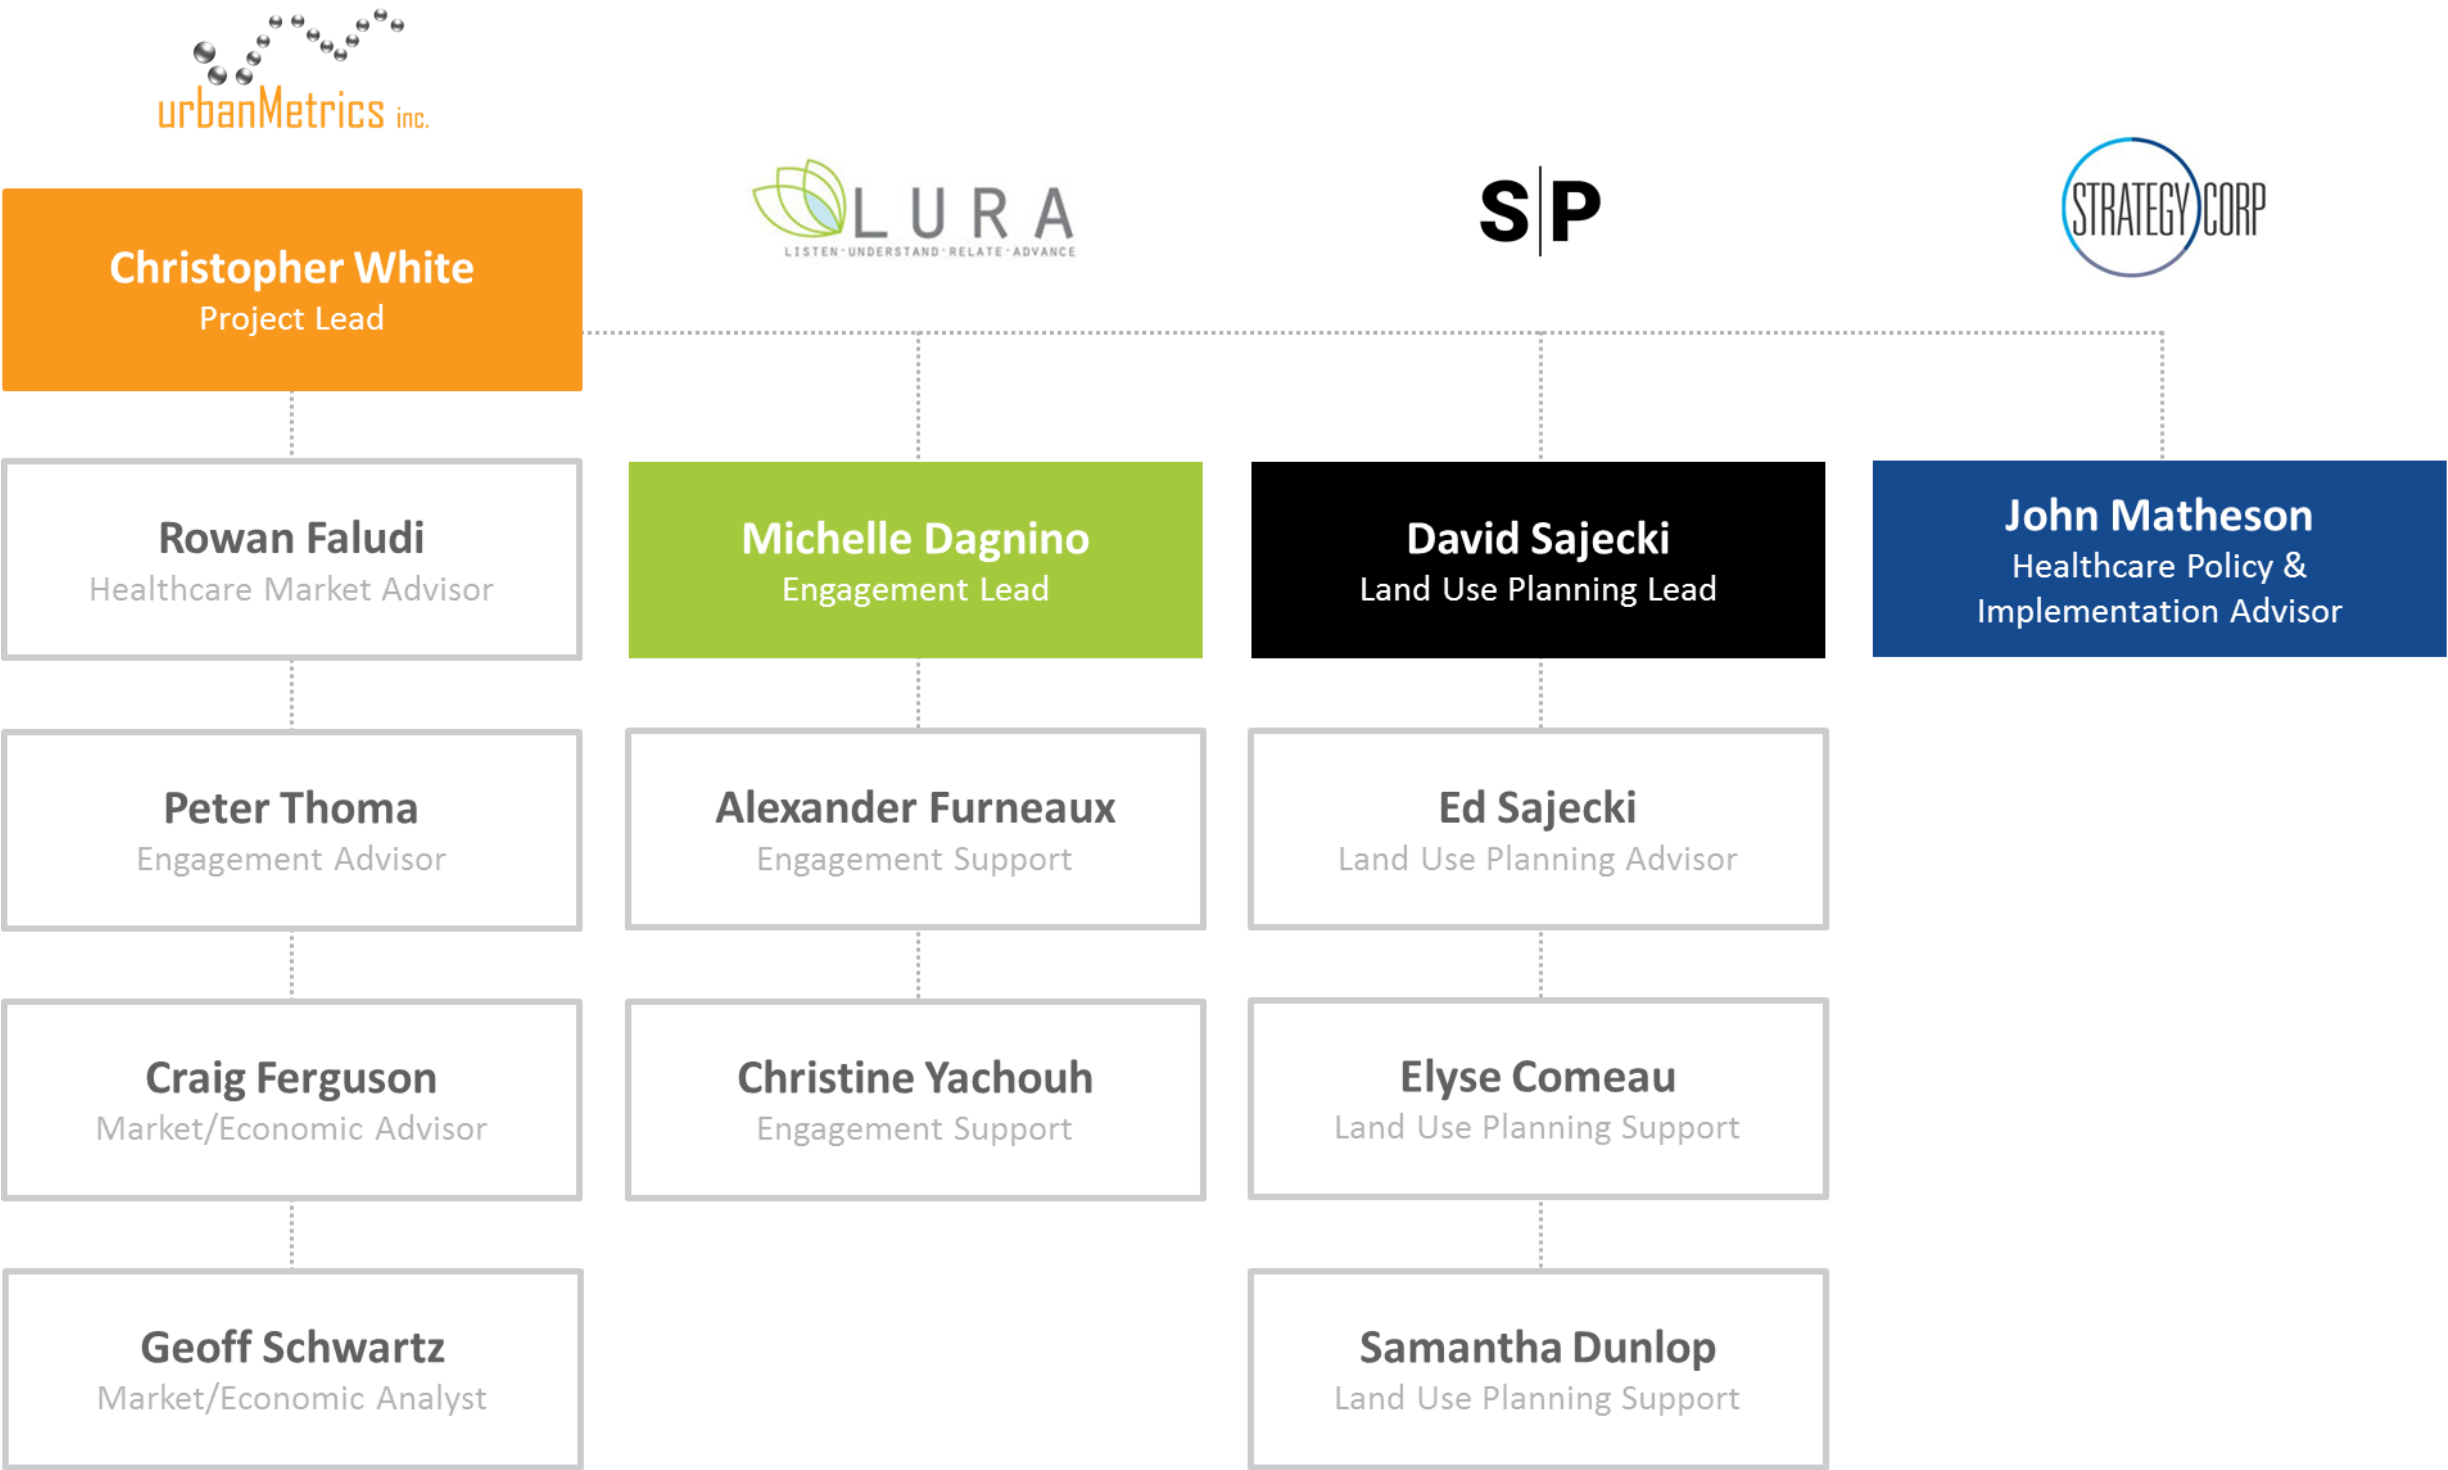 urbanMetrics inc.
LURA
LISTEN·UNDERSTAND·RELATE·ADVANCE
S|P
STRATEGY CORP
Christopher White
Project Lead
Rowan Faludi
Healthcare Market Advisor
Peter Thoma
Engagement Advisor
Craig Ferguson
Market/Economic Advisor
Geoff Schwartz
Market/Economic Analyst
Michelle Dagnino
Engagement Lead
Alexander Furneaux
Engagement Support
Christine Yachouh
Engagement Support
David Sajecki
Land Use Planning Lead
Ed Sajecki
Land Use Planning Advisor
Elyse Comeau
Land Use Planning Support
Samantha Dunlop
Land Use Planning Support
John Matheson
Healthcare Policy &
Implementation Advisor